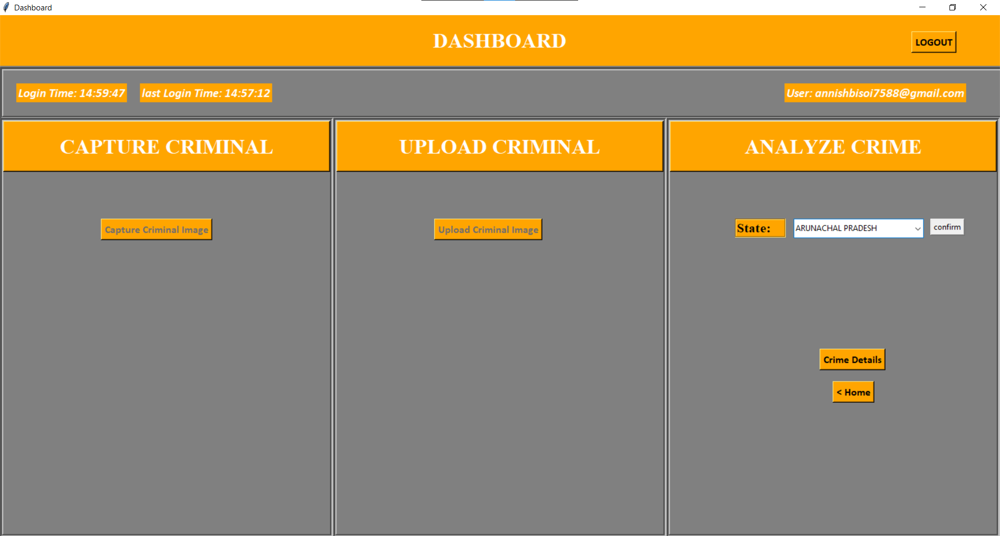 Dashboard
DASHBOARD
LOGOUT
Login Time: 14:59:47
last Login Time: 14:57:12
User: annishbisoi7588@gmail.com
CAPTURE CRIMINAL
UPLOAD CRIMINAL
ANALYZE CRIME
Capture Criminal Image
Upload Criminal Image
State:
ARUNACHAL PRADESH
confirm
Crime Details
< Home